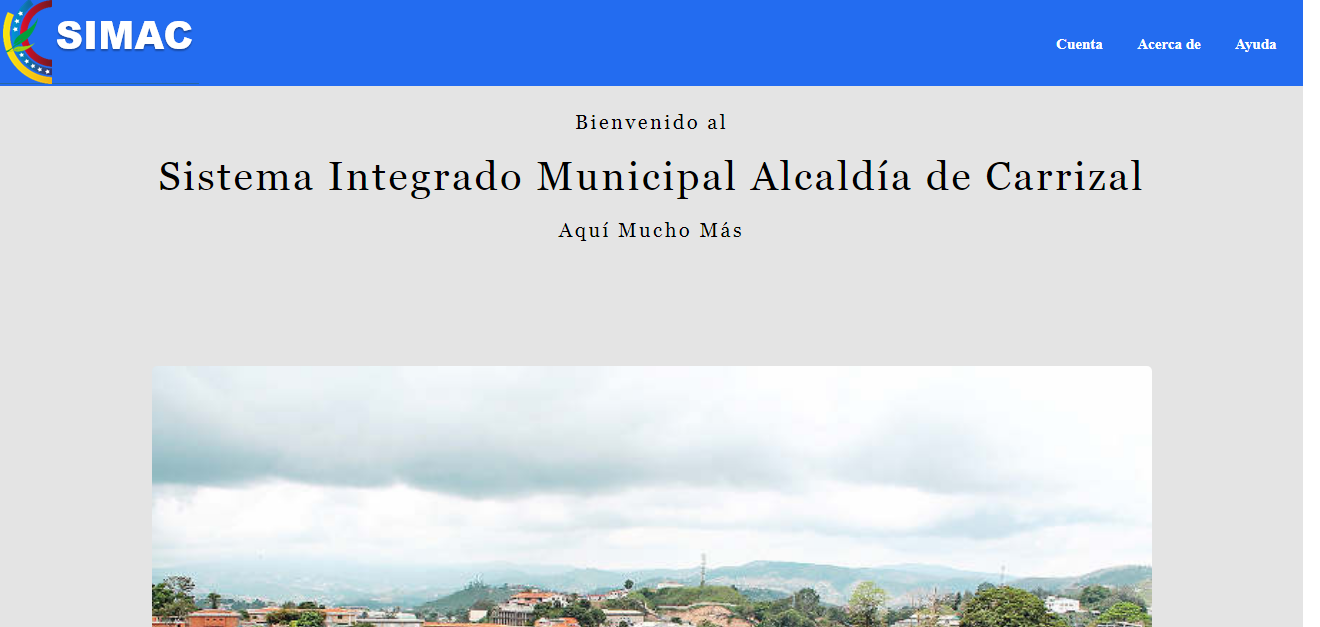 SIMAC
Cuenta Acerca de Ayuda
Bienvenido al
Sistema Integrado Municipal Alcaldía de Carrizal
Aquí Mucho Más